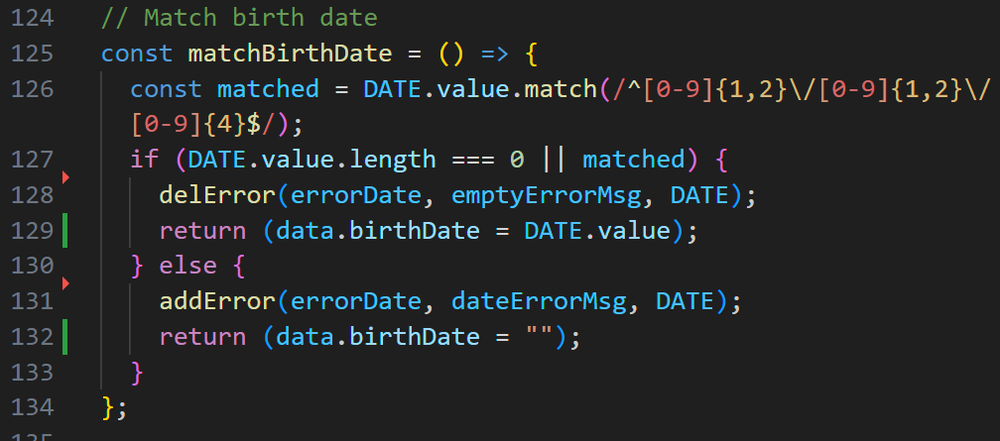 124 // Match birth date
125 const matchBirthDate = () => {
126 const matched = DATE.value.match(/^[0-9]{1,2}\/[0-9]{1,2}\/
[0-9]{4}$/);
127 if (DATE.value.length === 0 || matched) {
128 delError(errorDate, emptyErrorMsg, DATE);
129 return (data.birthDate = DATE.value);
130 } else {
131 addError(errorDate, dateErrorMsg, DATE);
132 return (data.birthDate = "");
133 }
134 };
135